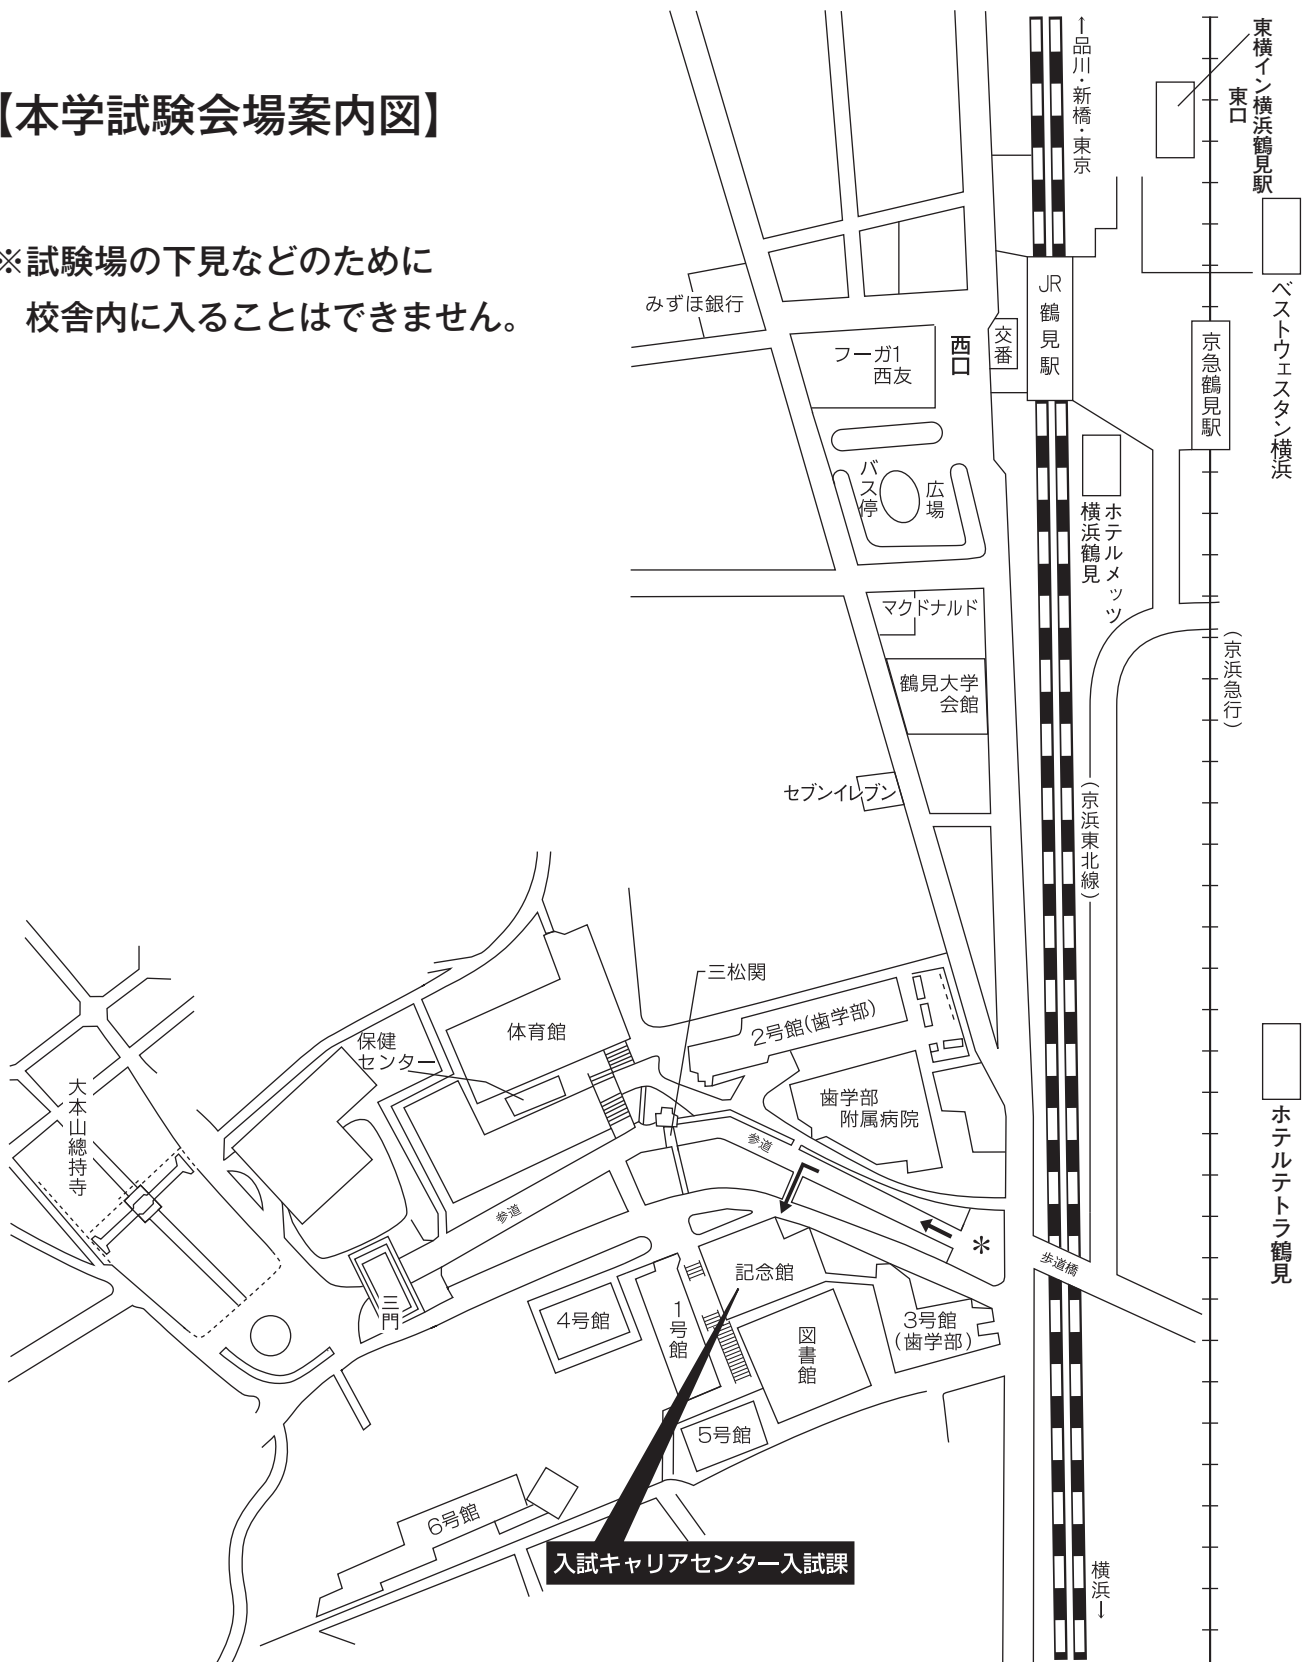 【本学試験会場案内図】
※試験場の下見などのために
校舎内に入ることはできません。
←品川・新橋・東京
東横イン横浜鶴見駅
東口
みずほ銀行
フーガ1
西友
西口
交番
JR
鶴見駅
京急鶴見駅
ベストウェスタン横浜
バス停
広場
ホテルメッツ
横浜鶴見
マクドナルド
鶴見大学
会館
(京浜急行)
セブンイレブン
(京浜東北線)
三松関
2号館(歯学部)
体育館
保健
センター
歯学部
附属病院
大本山總持寺
参道
参道
ホテルテトラ鶴見
＊
歩道橋
記念館
三門
4号館
1号館
図書館
3号館
(歯学部)
5号館
6号館
入試キャリアセンター入試課
横浜→